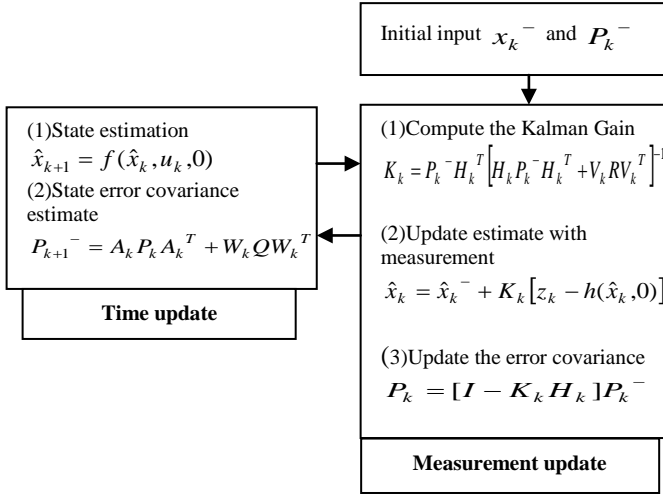 Initial input x_k^- and P_k^-
(1)State estimation
x̂_{k+1} = f(x̂_k, u_k, 0)
(2)State error covariance
estimate
P_{k+1}^- = A_k P_k A_k^T + W_k Q W_k^T
Time update
(1)Compute the Kalman Gain
K_k = P_k^- H_k^T [H_k P_k^- H_k^T + V_k R V_k^T]^{-1}
(2)Update estimate with
measurement
x̂_k = x̂_k^- + K_k [z_k - h(x̂_k, 0)]
(3)Update the error covariance
P_k = [I - K_k H_k] P_k^-
Measurement update